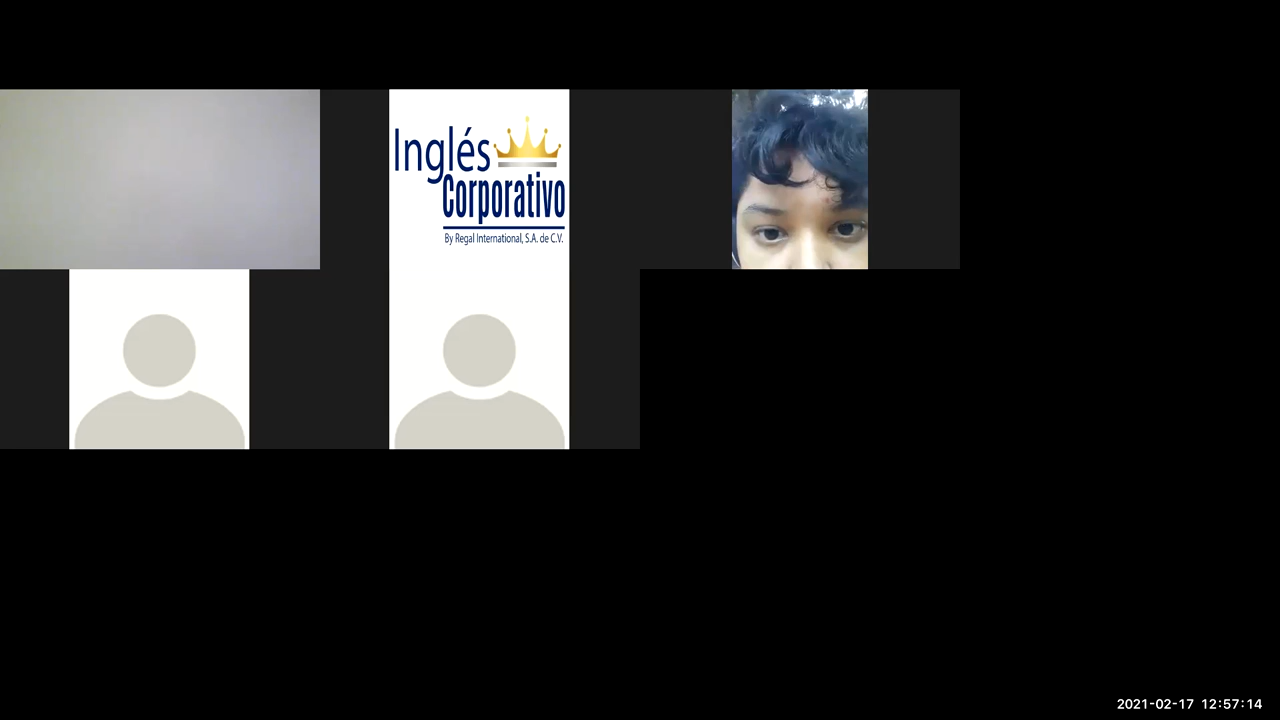 Inglés
Corporativo
By Regal International, S.A. de C.V.
2021-02-17 12:57:14